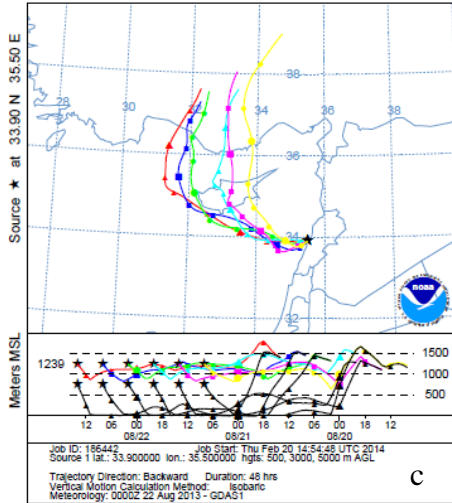 Source ★ at 33.90 N 35.50 E
28 30 32 34 36 38
38
36
34
32
noaa
Meters MSL
1239
1500
1000
500
12 06 00 18 12 06 00 18 12 06 00 18 12
08/22 08/21 08/20
Job ID: 186442 Job Start: Thu Feb 20 14:54:48 UTC 2014
Source 1 lat.: 33.900000 lon.: 35.500000 hgts: 500, 3000, 5000 m AGL
Trajectory Direction: Backward Duration: 48 hrs
Vertical Motion Calculation Method: Isobaric
Meteorology: 0000Z 22 Aug 2013 - GDAS1
c